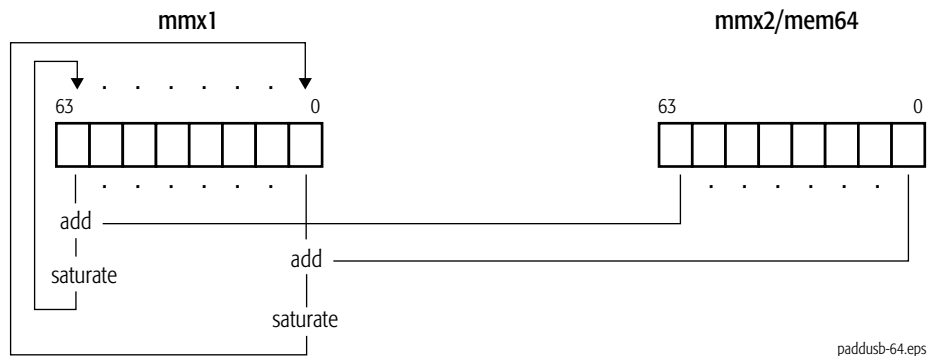 mmx1 mmx2/mem64
. . . . . .
63 0 63 0
. . . . . . . . . . . .
add
add
saturate
saturate
paddusb-64.eps